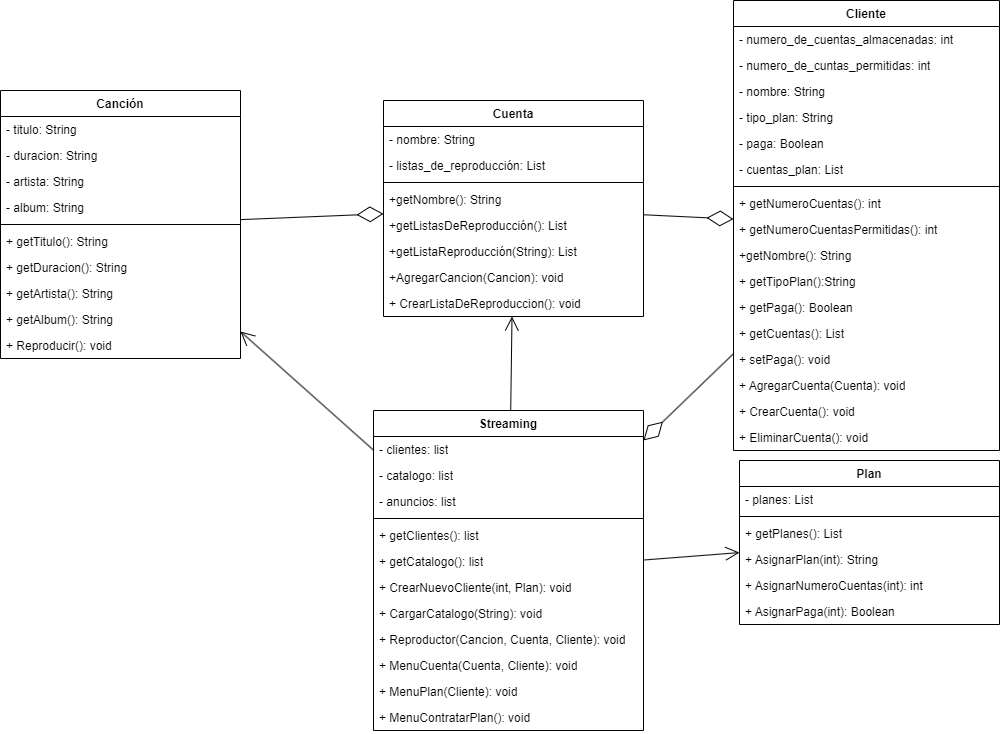 Canción
- titulo: String
- duracion: String
- artista: String
- album: String
+ getTitulo(): String
+ getDuracion(): String
+ getArtista(): String
+ getAlbum(): String
+ Reproducir(): void
Cuenta
- nombre: String
- listas_de_reproducción: List
+getNombre(): String
+getListasDeReproducción(): List
+getListaReproducción(String): List
+AgregarCancion(Cancion): void
+ CrearListaDeReproduccion(): void
Cliente
- numero_de_cuentas_almacenadas: int
- numero_de_cuntas_permitidas: int
- nombre: String
- tipo_plan: String
- paga: Boolean
- cuentas_plan: List
+ getNumeroCuentas(): int
+ getNumeroCuentasPermitidas(): int
+getNombre(): String
+ getTipoPlan():String
+ getPaga(): Boolean
+ getCuentas(): List
+ setPaga(): void
+ AgregarCuenta(Cuenta): void
+ CrearCuenta(): void
+ EliminarCuenta(): void
Streaming
- clientes: list
- catalogo: list
- anuncios: list
+ getClientes(): list
+ getCatalogo(): list
+ CrearNuevoCliente(int, Plan): void
+ CargarCatalogo(String): void
+ Reproductor(Cancion, Cuenta, Cliente): void
+ MenuCuenta(Cuenta, Cliente): void
+ MenuPlan(Cliente): void
+ MenuContratarPlan(): void
Plan
- planes: List
+ getPlanes(): List
+ AsignarPlan(int): String
+ AsignarNumeroCuentas(int): int
+ AsignarPaga(int): Boolean